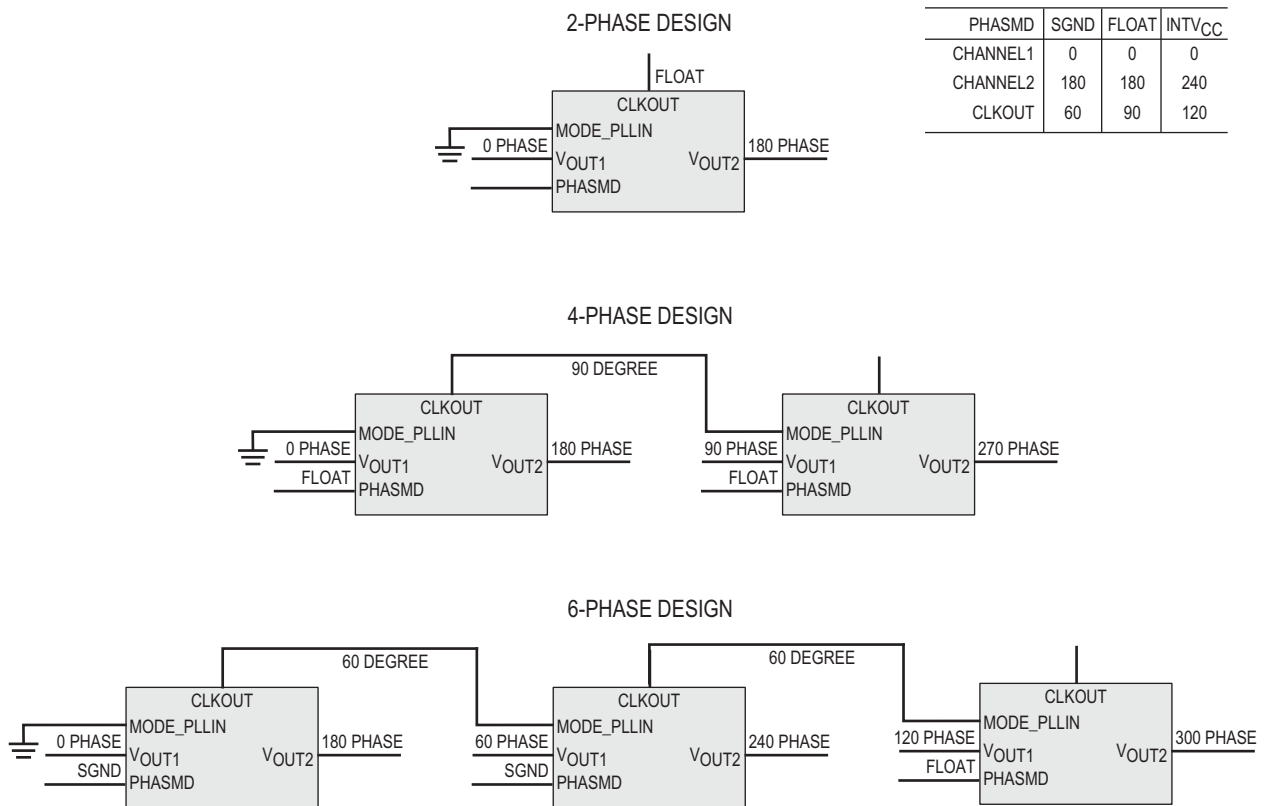 2-PHASE DESIGN
PHASMD SGND FLOAT INTVCC
CHANNEL1 0 0 0
CHANNEL2 180 180 240
CLKOUT 60 90 120
FLOAT
CLKOUT
MODE_PLLIN
0 PHASE
VOUT1
VOUT2
180 PHASE
PHASMD
4-PHASE DESIGN
90 DEGREE
CLKOUT
MODE_PLLIN
0 PHASE
VOUT1
VOUT2
180 PHASE
FLOAT
PHASMD
CLKOUT
MODE_PLLIN
90 PHASE
VOUT1
VOUT2
270 PHASE
FLOAT
PHASMD
6-PHASE DESIGN
60 DEGREE
60 DEGREE
CLKOUT
MODE_PLLIN
0 PHASE
VOUT1
VOUT2
180 PHASE
SGND
PHASMD
CLKOUT
MODE_PLLIN
60 PHASE
VOUT1
VOUT2
240 PHASE
SGND
PHASMD
CLKOUT
MODE_PLLIN
120 PHASE
VOUT1
VOUT2
300 PHASE
FLOAT
PHASMD